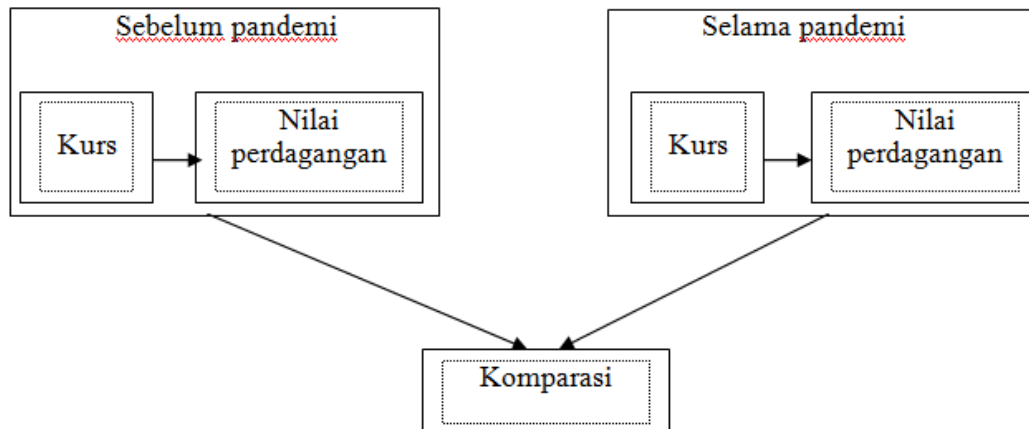 Sebelum pandemi
Kurs
Nilai
perdagangan
Selama pandemi
Kurs
Nilai
perdagangan
Komparasi